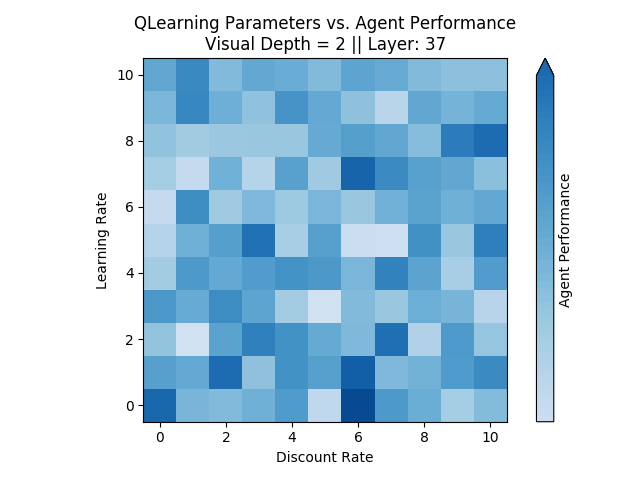 QLearning Parameters vs. Agent Performance
Visual Depth = 2 || Layer: 37
10
8
6
4
2
0
Learning Rate
0 2 4 6 8 10
Discount Rate
Agent Performance